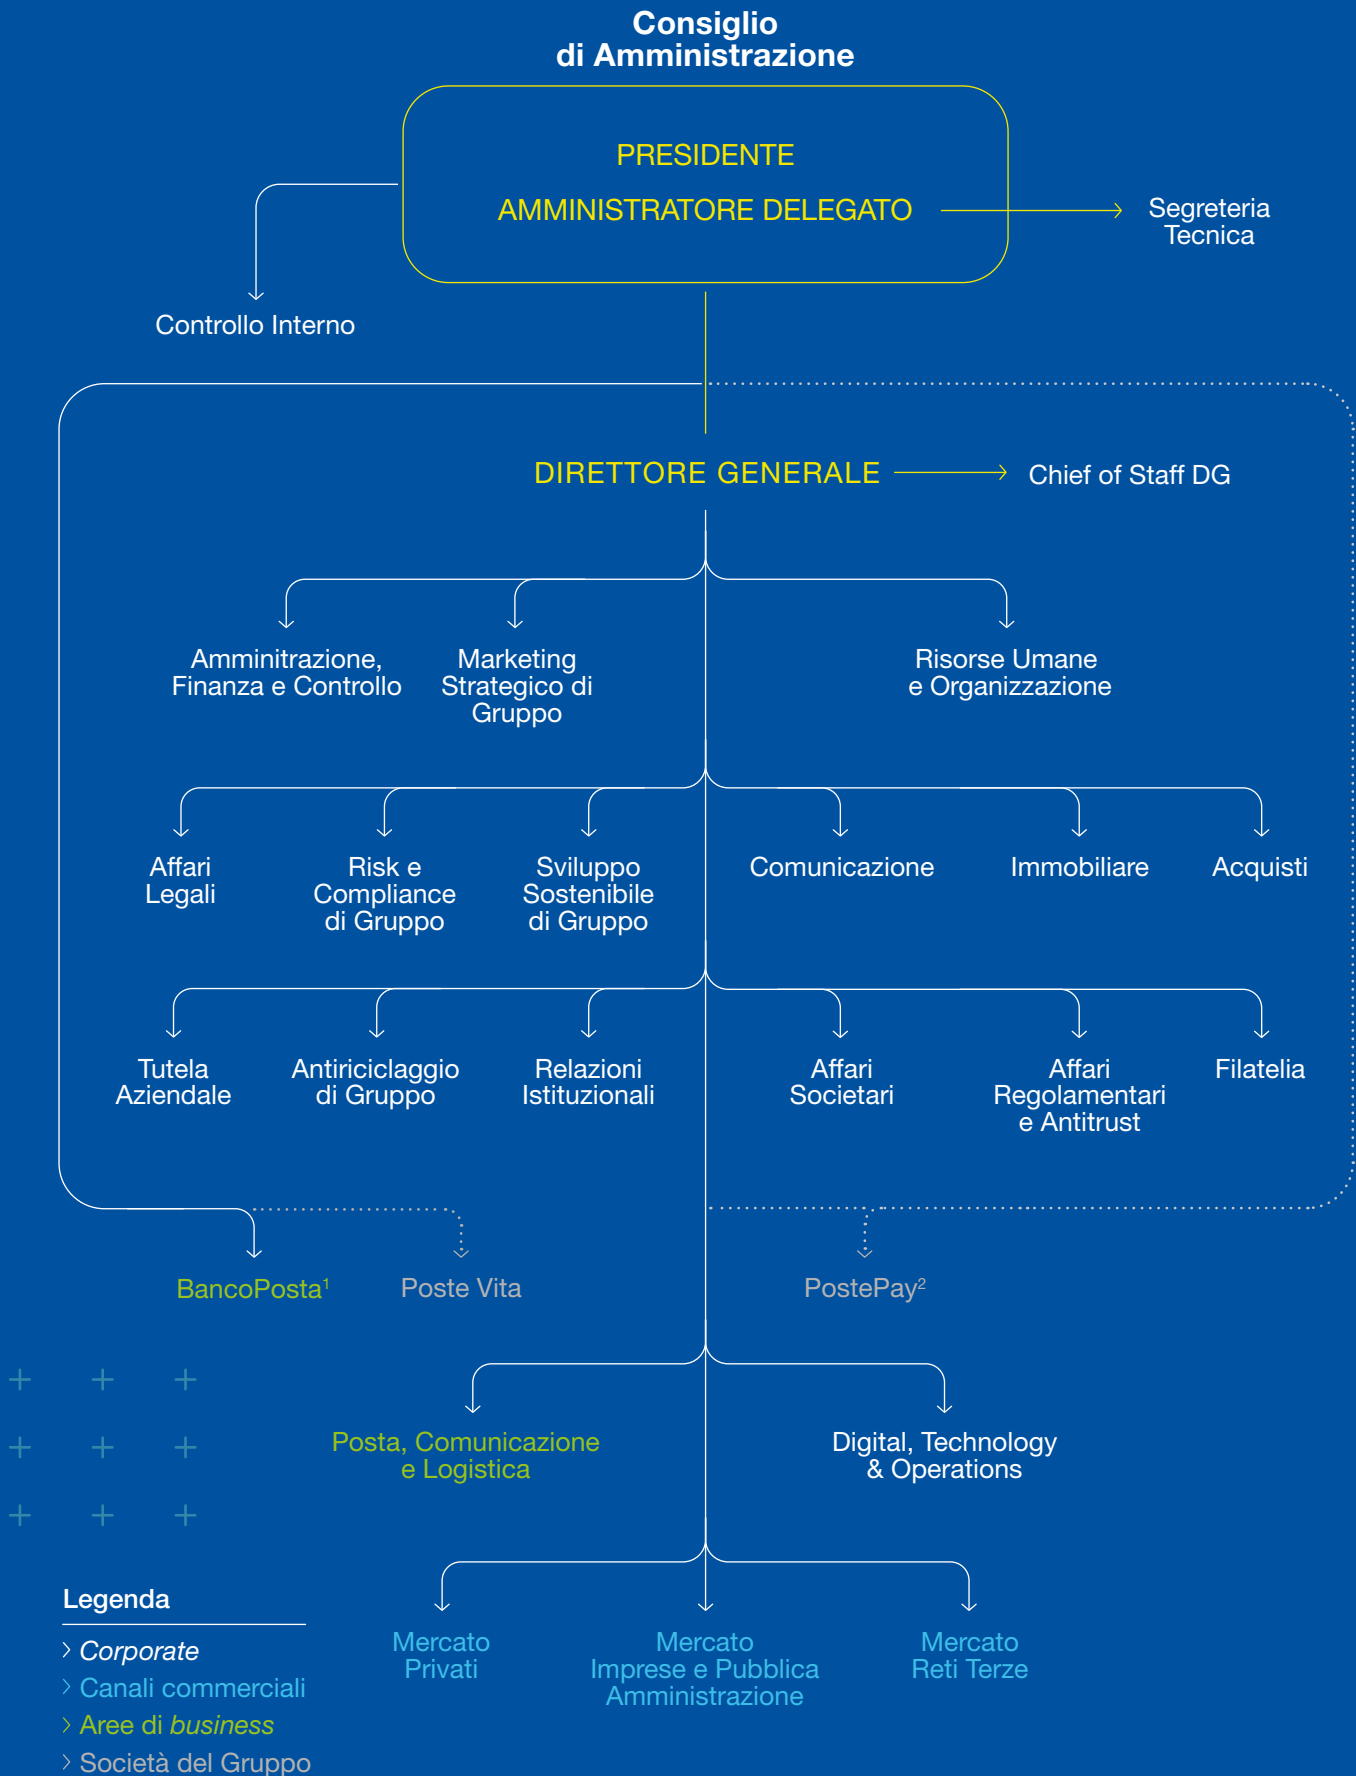 Consiglio
di Amministrazione
PRESIDENTE
AMMINISTRATORE DELEGATO
Segreteria
Tecnica
Controllo Interno
DIRETTORE GENERALE
Chief of Staff DG
Amminitrazione,
Finanza e Controllo
Marketing
Strategico di
Gruppo
Risorse Umane
e Organizzazione
Affari
Legali
Risk e
Compliance
di Gruppo
Sviluppo
Sostenibile
di Gruppo
Comunicazione
Immobiliare
Acquisti
Tutela
Aziendale
Antiriciclaggio
di Gruppo
Relazioni
Istituzionali
Affari
Societari
Affari
Regolamentari
e Antitrust
Filatelia
BancoPosta¹
Poste Vita
PostePay²
Posta, Comunicazione
e Logistica
Digital, Technology
& Operations
Mercato
Privati
Mercato
Imprese e Pubblica
Amministrazione
Mercato
Reti Terze
Legenda
Corporate
Canali commerciali
Aree di business
Società del Gruppo